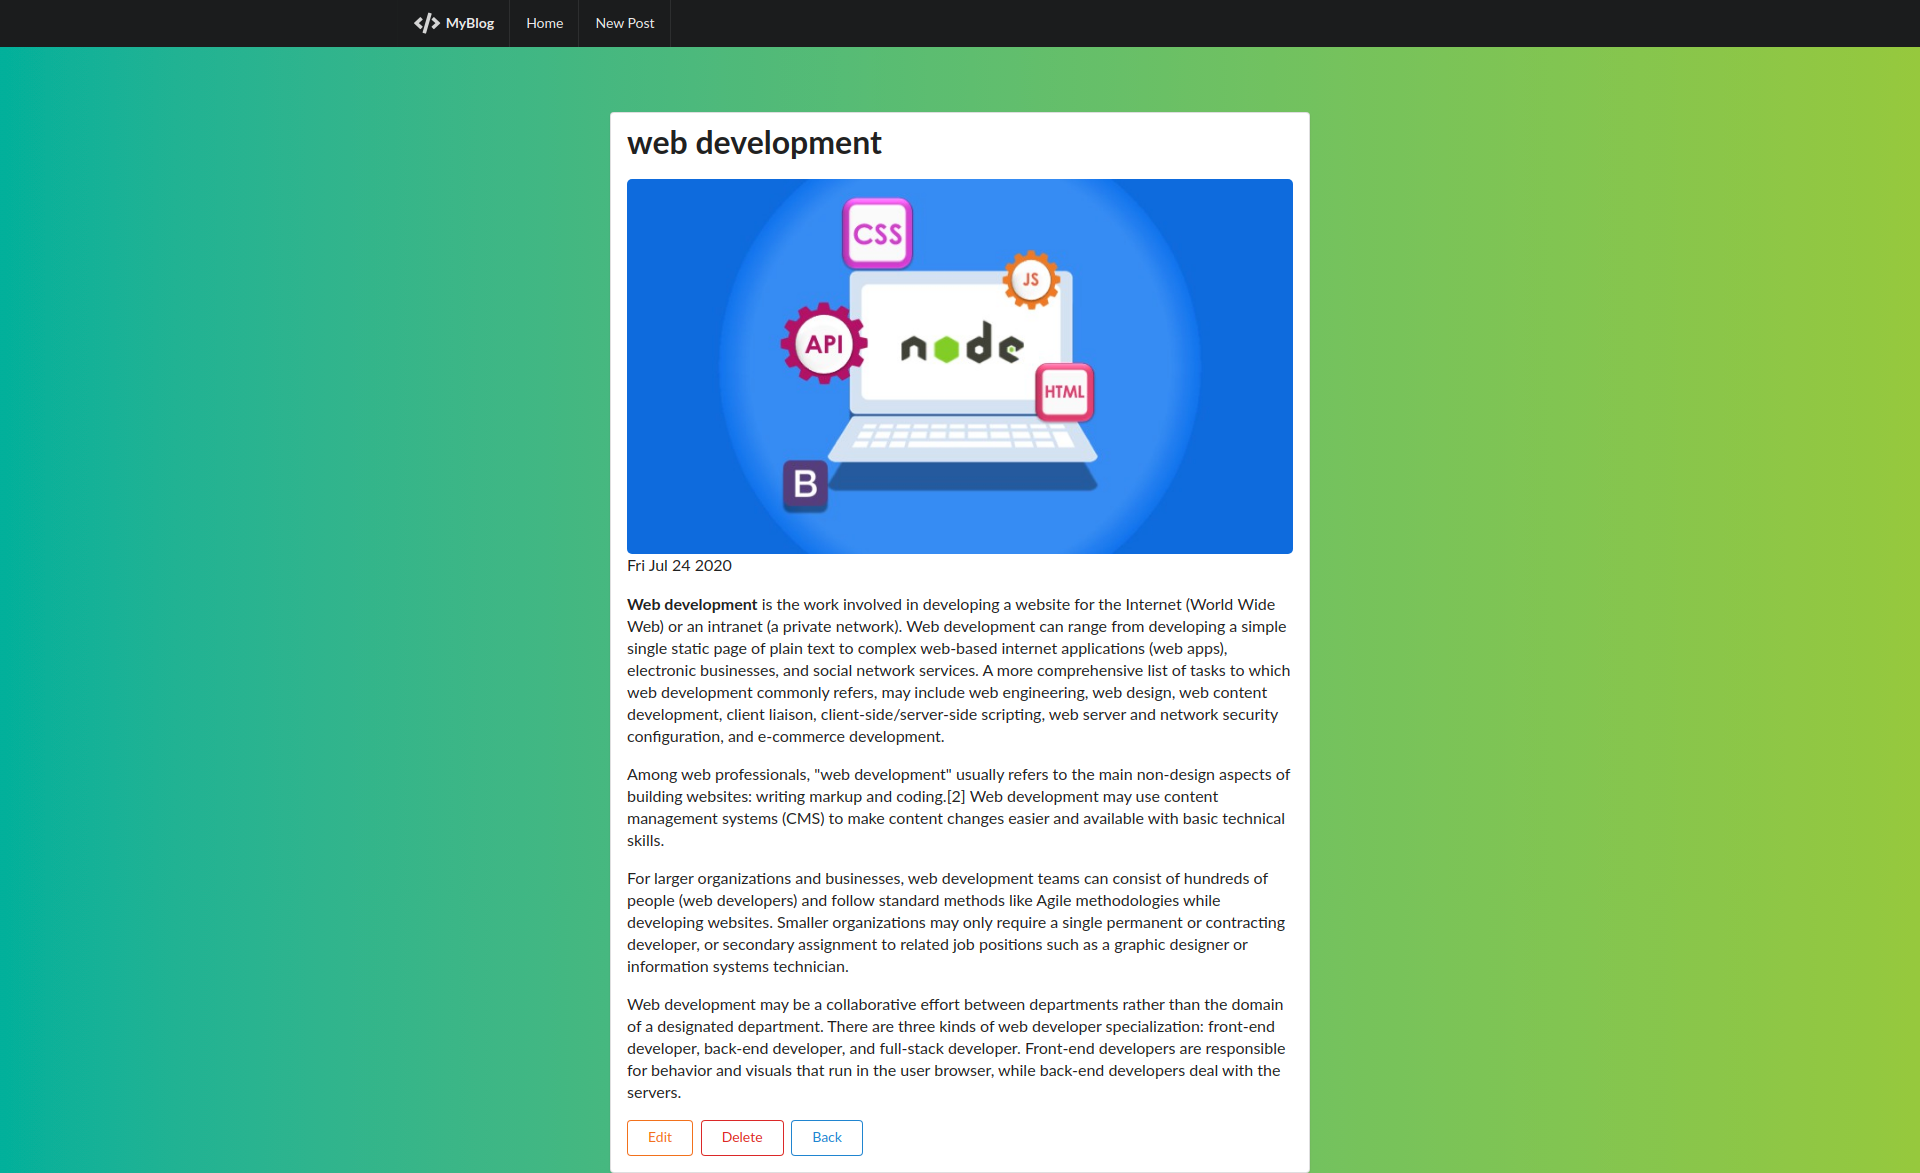 MyBlog Home New Post
web development
CSS
JS
API
node
HTML
B
Fri Jul 24 2020
Web development is the work involved in developing a website for the Internet (World Wide
Web) or an intranet (a private network). Web development can range from developing a simple
single static page of plain text to complex web-based internet applications (web apps),
electronic businesses, and social network services. A more comprehensive list of tasks to which
web development commonly refers, may include web engineering, web design, web content
development, client liaison, client-side/server-side scripting, web server and network security
configuration, and e-commerce development.
Among web professionals, "web development" usually refers to the main non-design aspects of
building websites: writing markup and coding.[2] Web development may use content
management systems (CMS) to make content changes easier and available with basic technical
skills.
For larger organizations and businesses, web development teams can consist of hundreds of
people (web developers) and follow standard methods like Agile methodologies while
developing websites. Smaller organizations may only require a single permanent or contracting
developer, or secondary assignment to related job positions such as a graphic designer or
information systems technician.
Web development may be a collaborative effort between departments rather than the domain
of a designated department. There are three kinds of web developer specialization: front-end
developer, back-end developer, and full-stack developer. Front-end developers are responsible
for behavior and visuals that run in the user browser, while back-end developers deal with the
servers.
Edit Delete Back